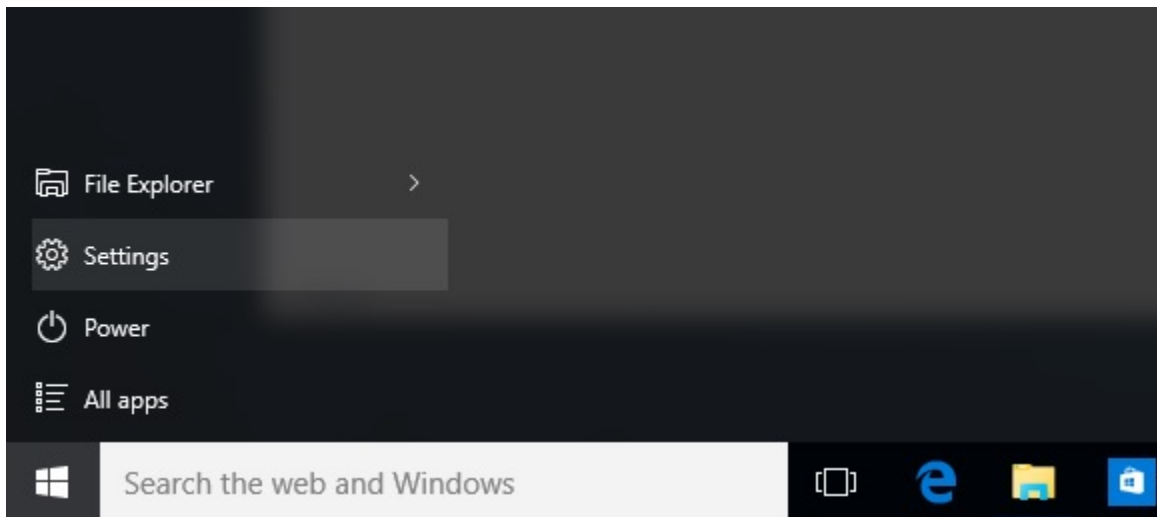 File Explorer
Settings
Power
All apps
Search the web and Windows